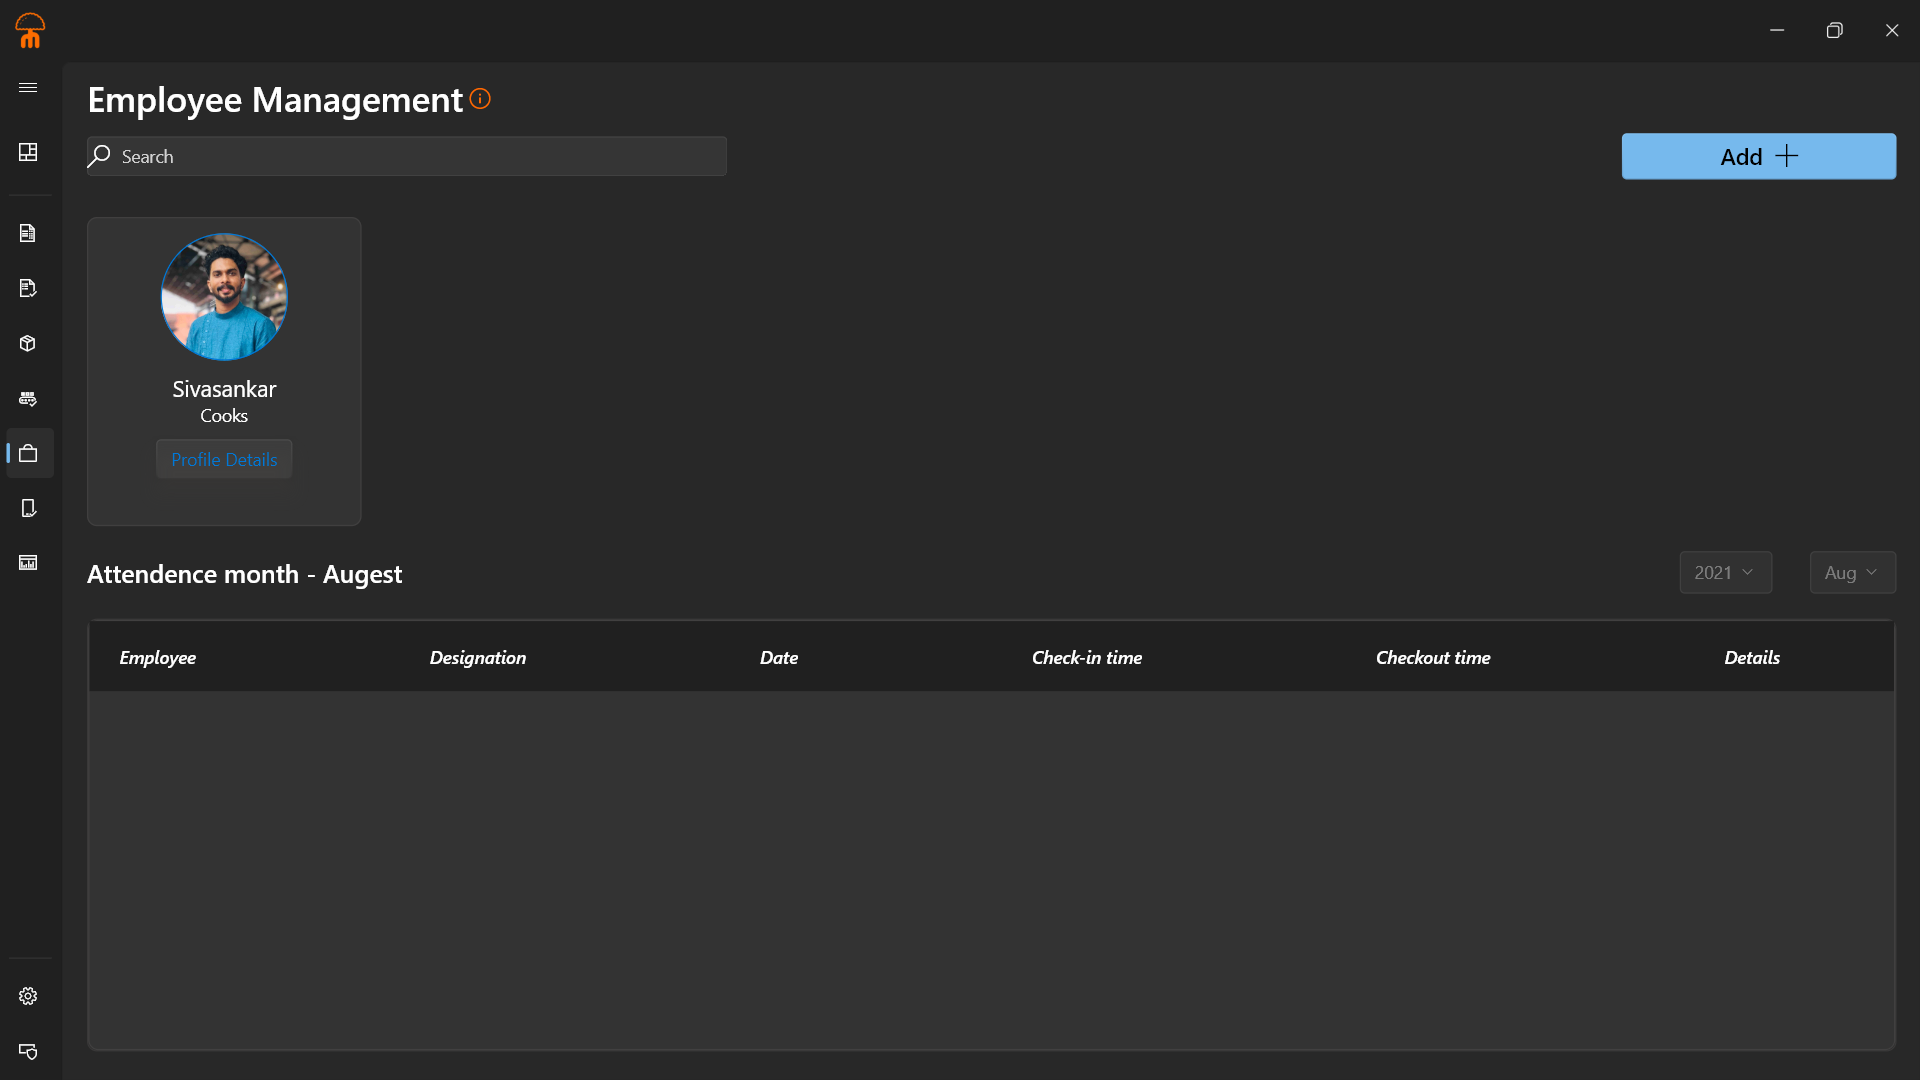 Employee Management
Search
Add
Sivasankar
Cooks
Profile Details
Attendence month - Augest
2021
Aug
Employee Designation Date Check-in time Checkout time Details